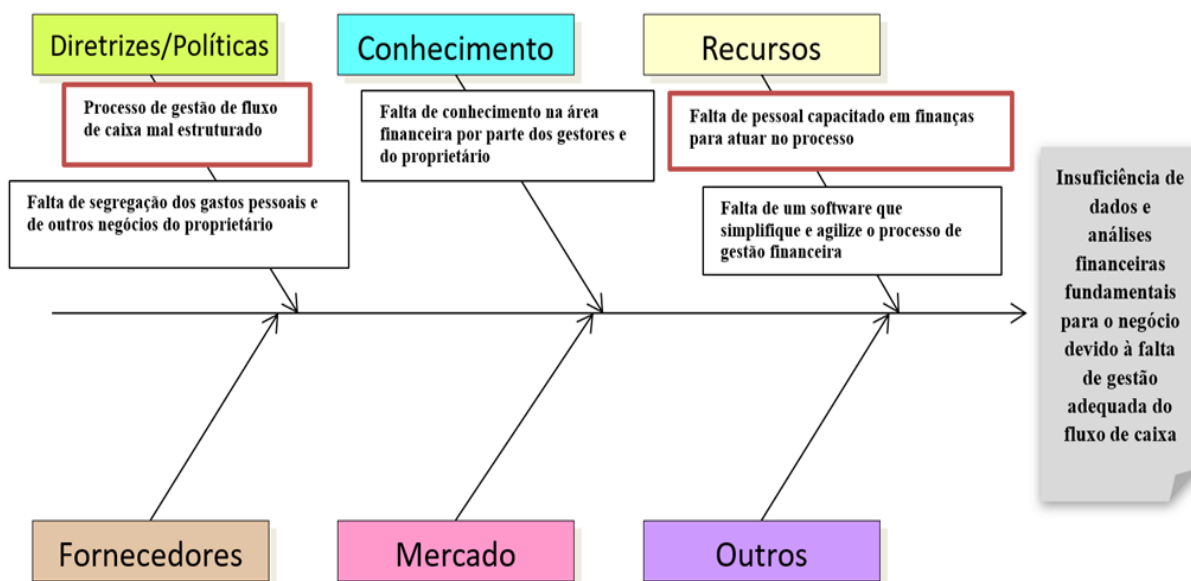 Diretrizes/Políticas
Processo de gestão de fluxo
de caixa mal estruturado
Falta de segregação dos gastos pessoais e
de outros negócios do proprietário
Conhecimento
Falta de conhecimento na área
financeira por parte dos gestores e
do proprietário
Recursos
Falta de pessoal capacitado em finanças
para atuar no processo
Falta de um software que
simplifique e agilize o processo de
gestão financeira
Insuficiência de
dados e
análises
financeiras
fundamentais
para o negócio
devido à falta
de gestão
adequada do
fluxo de caixa
Fornecedores
Mercado
Outros